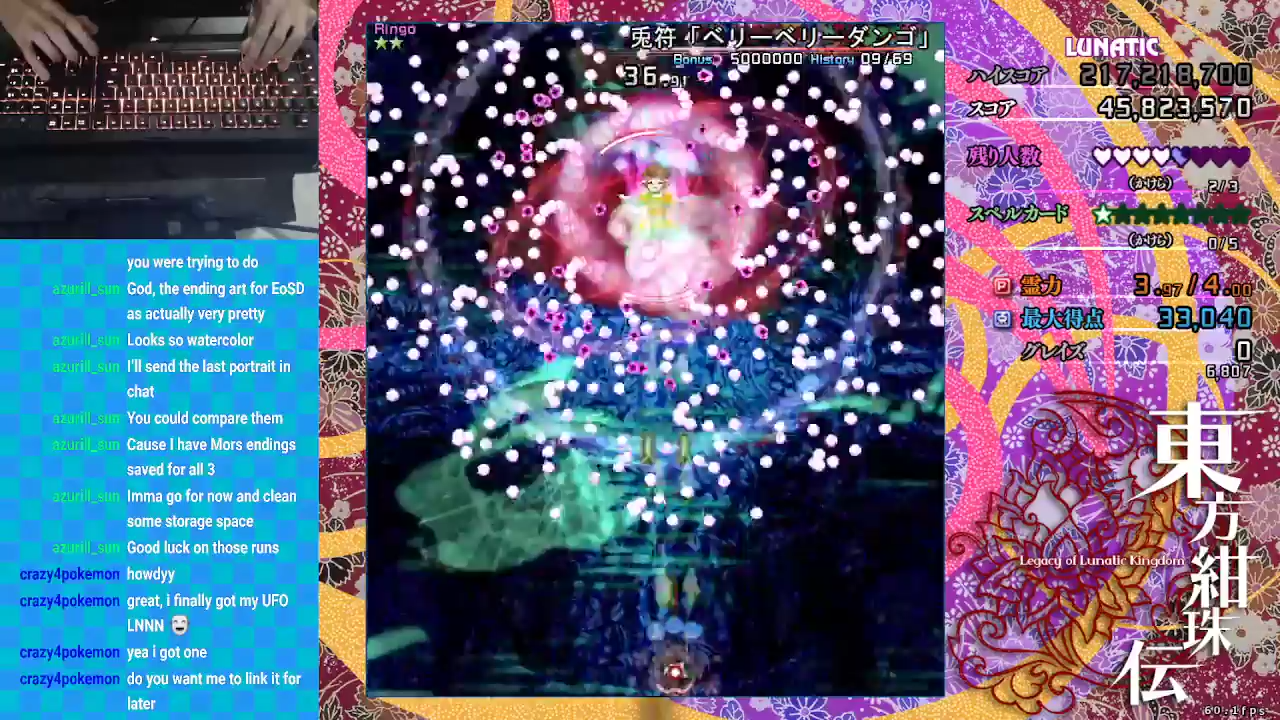 you were trying to do
azurill_sun God, the ending art for EoSD
as actually very pretty
azurill_sun Looks so watercolor
azurill_sun I'll send the last portrait in
chat
azurill_sun You could compare them
azurill_sun Cause I have Mors endings
saved for all 3
azurill_sun Imma go for now and clean
some storage space
azurill_sun Good luck on those runs
crazy4pokemon howdyy
crazy4pokemon great, i finally got my UFO
LNNN
crazy4pokemon yea i got one
crazy4pokemon do you want me to link it for
later
Ringo
兎符「ベリーベリーダンゴ」
Bonus 5000000 History 09/69
36.91
LUNATIC
ハイスコア 217,218,700
スコア 45,823,570
残り人数
(かけら) 2/3
スペルカード
(かけら) 0/5
P 霊力 3.97/4.00
最大得点 33,040
グレイズ 0
6,807
東方紺珠伝
Legacy of Lunatic Kingdom
60.1fps